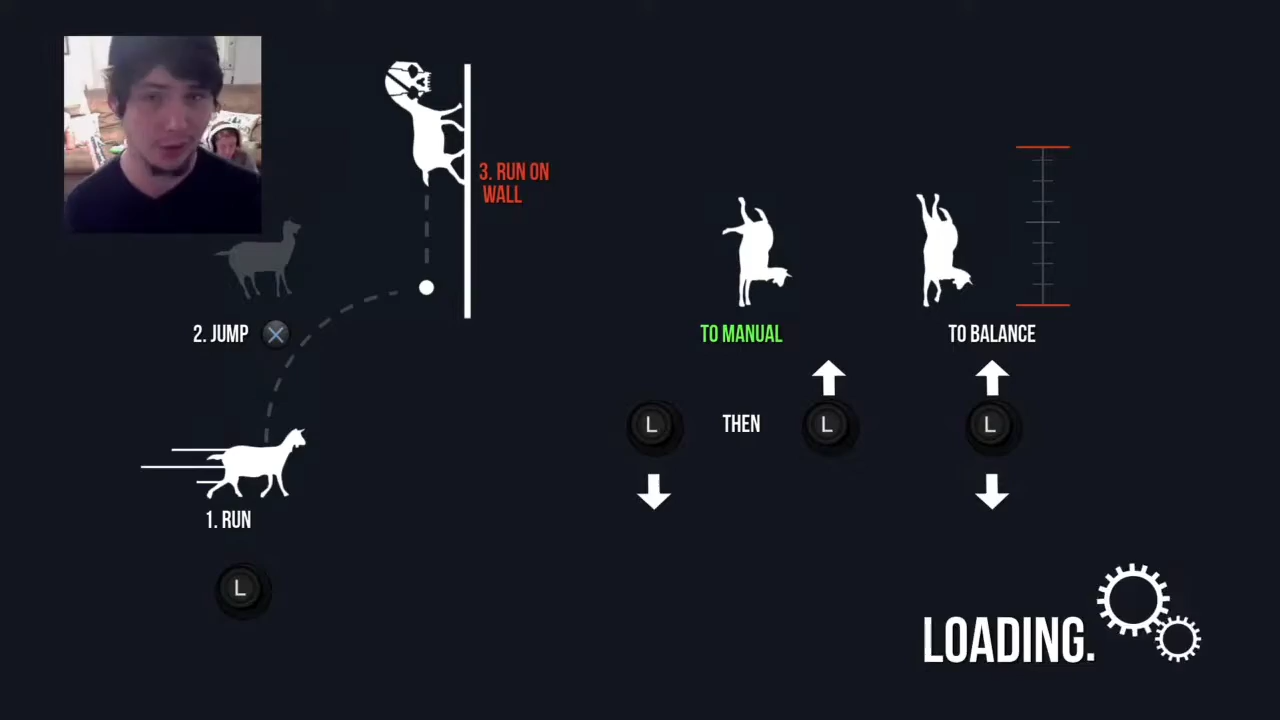 3. RUN ON
WALL
2. JUMP
1. RUN
L
TO MANUAL
L
THEN
L
TO BALANCE
L
LOADING.